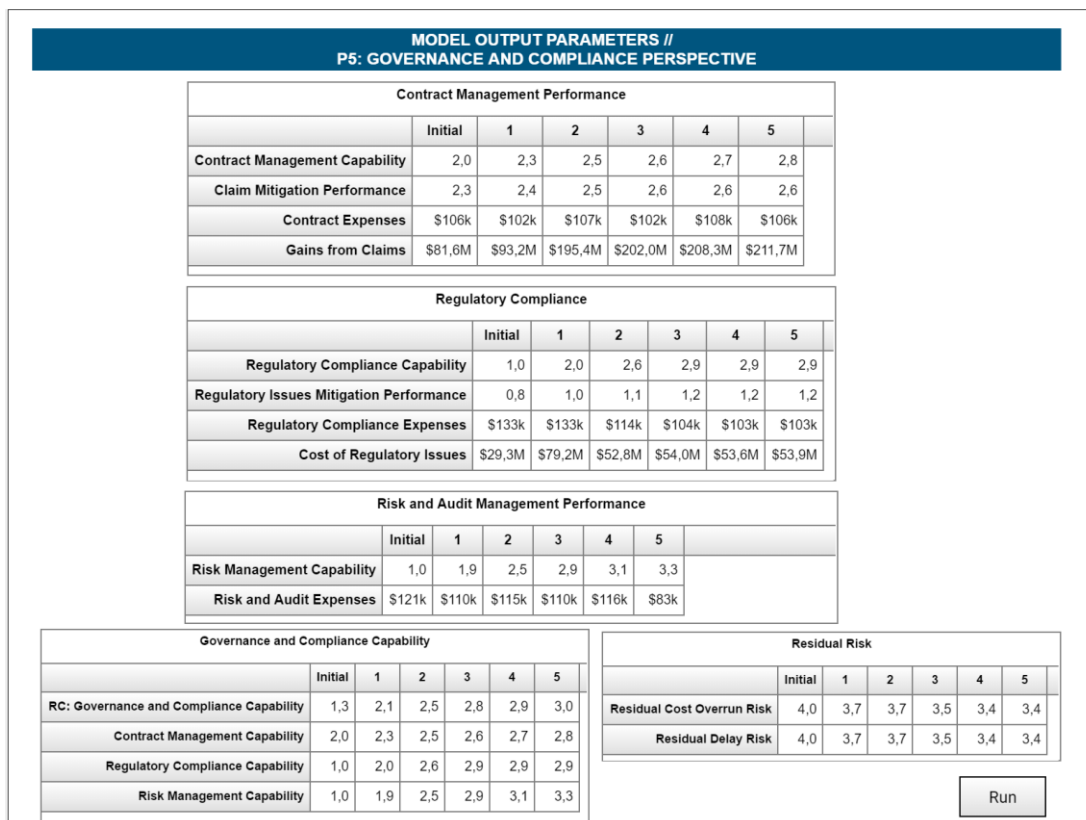 MODEL OUTPUT PARAMETERS //
P5: GOVERNANCE AND COMPLIANCE PERSPECTIVE
Contract Management Performance
Initial 1 2 3 4 5
Contract Management Capability 2,0 2,3 2,5 2,6 2,7 2,8
Claim Mitigation Performance 2,3 2,4 2,5 2,6 2,6 2,6
Contract Expenses $106k $102k $107k $102k $108k $106k
Gains from Claims $81,6M $93,2M $195,4M $202,0M $208,3M $211,7M
Regulatory Compliance
Initial 1 2 3 4 5
Regulatory Compliance Capability 1,0 2,0 2,6 2,9 2,9 2,9
Regulatory Issues Mitigation Performance 0,8 1,0 1,1 1,2 1,2 1,2
Regulatory Compliance Expenses $133k $133k $114k $104k $103k $103k
Cost of Regulatory Issues $29,3M $79,2M $52,8M $54,0M $53,6M $53,9M
Risk and Audit Management Performance
Initial 1 2 3 4 5
Risk Management Capability 1,0 1,9 2,5 2,9 3,1 3,3
Risk and Audit Expenses $121k $110k $115k $110k $116k $83k
Governance and Compliance Capability
Initial 1 2 3 4 5
RC: Governance and Compliance Capability 1,3 2,1 2,5 2,8 2,9 3,0
Contract Management Capability 2,0 2,3 2,5 2,6 2,7 2,8
Regulatory Compliance Capability 1,0 2,0 2,6 2,9 2,9 2,9
Risk Management Capability 1,0 1,9 2,5 2,9 3,1 3,3
Residual Risk
Initial 1 2 3 4 5
Residual Cost Overrun Risk 4,0 3,7 3,7 3,5 3,4 3,4
Residual Delay Risk 4,0 3,7 3,7 3,5 3,4 3,4
Run